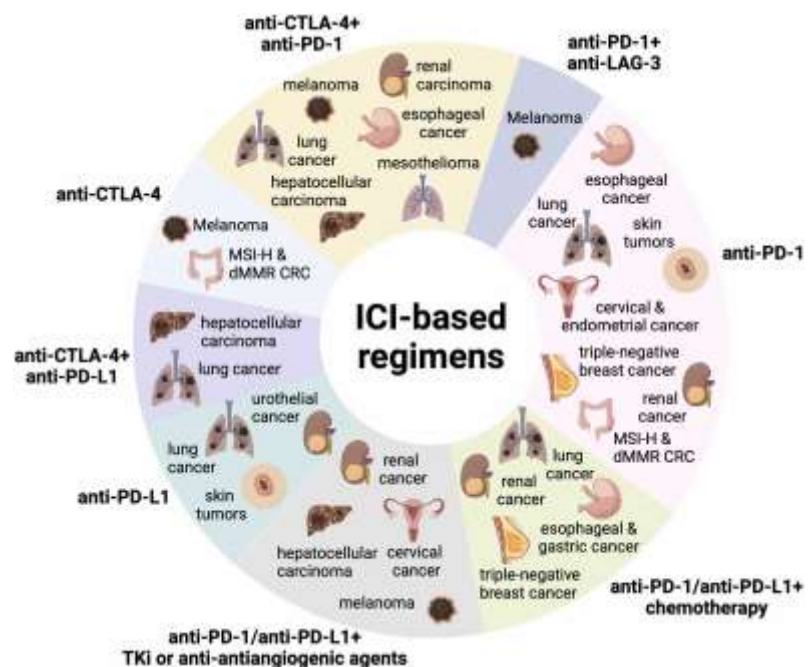 anti-CTLA-4+
anti-PD-1
melanoma
renal
carcinoma
esophageal
cancer
lung
cancer
mesothelioma
hepatocellular
carcinoma
anti-PD-1+
anti-LAG-3
Melanoma
anti-PD-1
esophageal
cancer
lung
cancer
skin
tumors
cervical &
endometrial cancer
triple-negative
breast cancer
renal
cancer
MSI-H &
dMMR CRC
anti-PD-1/anti-PD-L1+
chemotherapy
lung
cancer
renal
cancer
esophageal &
gastric cancer
triple-negative
breast cancer
anti-PD-1/anti-PD-L1+
TKi or anti-antiangiogenic agents
renal
cancer
hepatocellular
carcinoma
cervical
cancer
melanoma
anti-PD-L1
urothelial
cancer
lung
cancer
skin
tumors
anti-CTLA-4+
anti-PD-L1
hepatocellular
carcinoma
lung cancer
anti-CTLA-4
Melanoma
MSI-H &
dMMR CRC
ICI-based
regimens